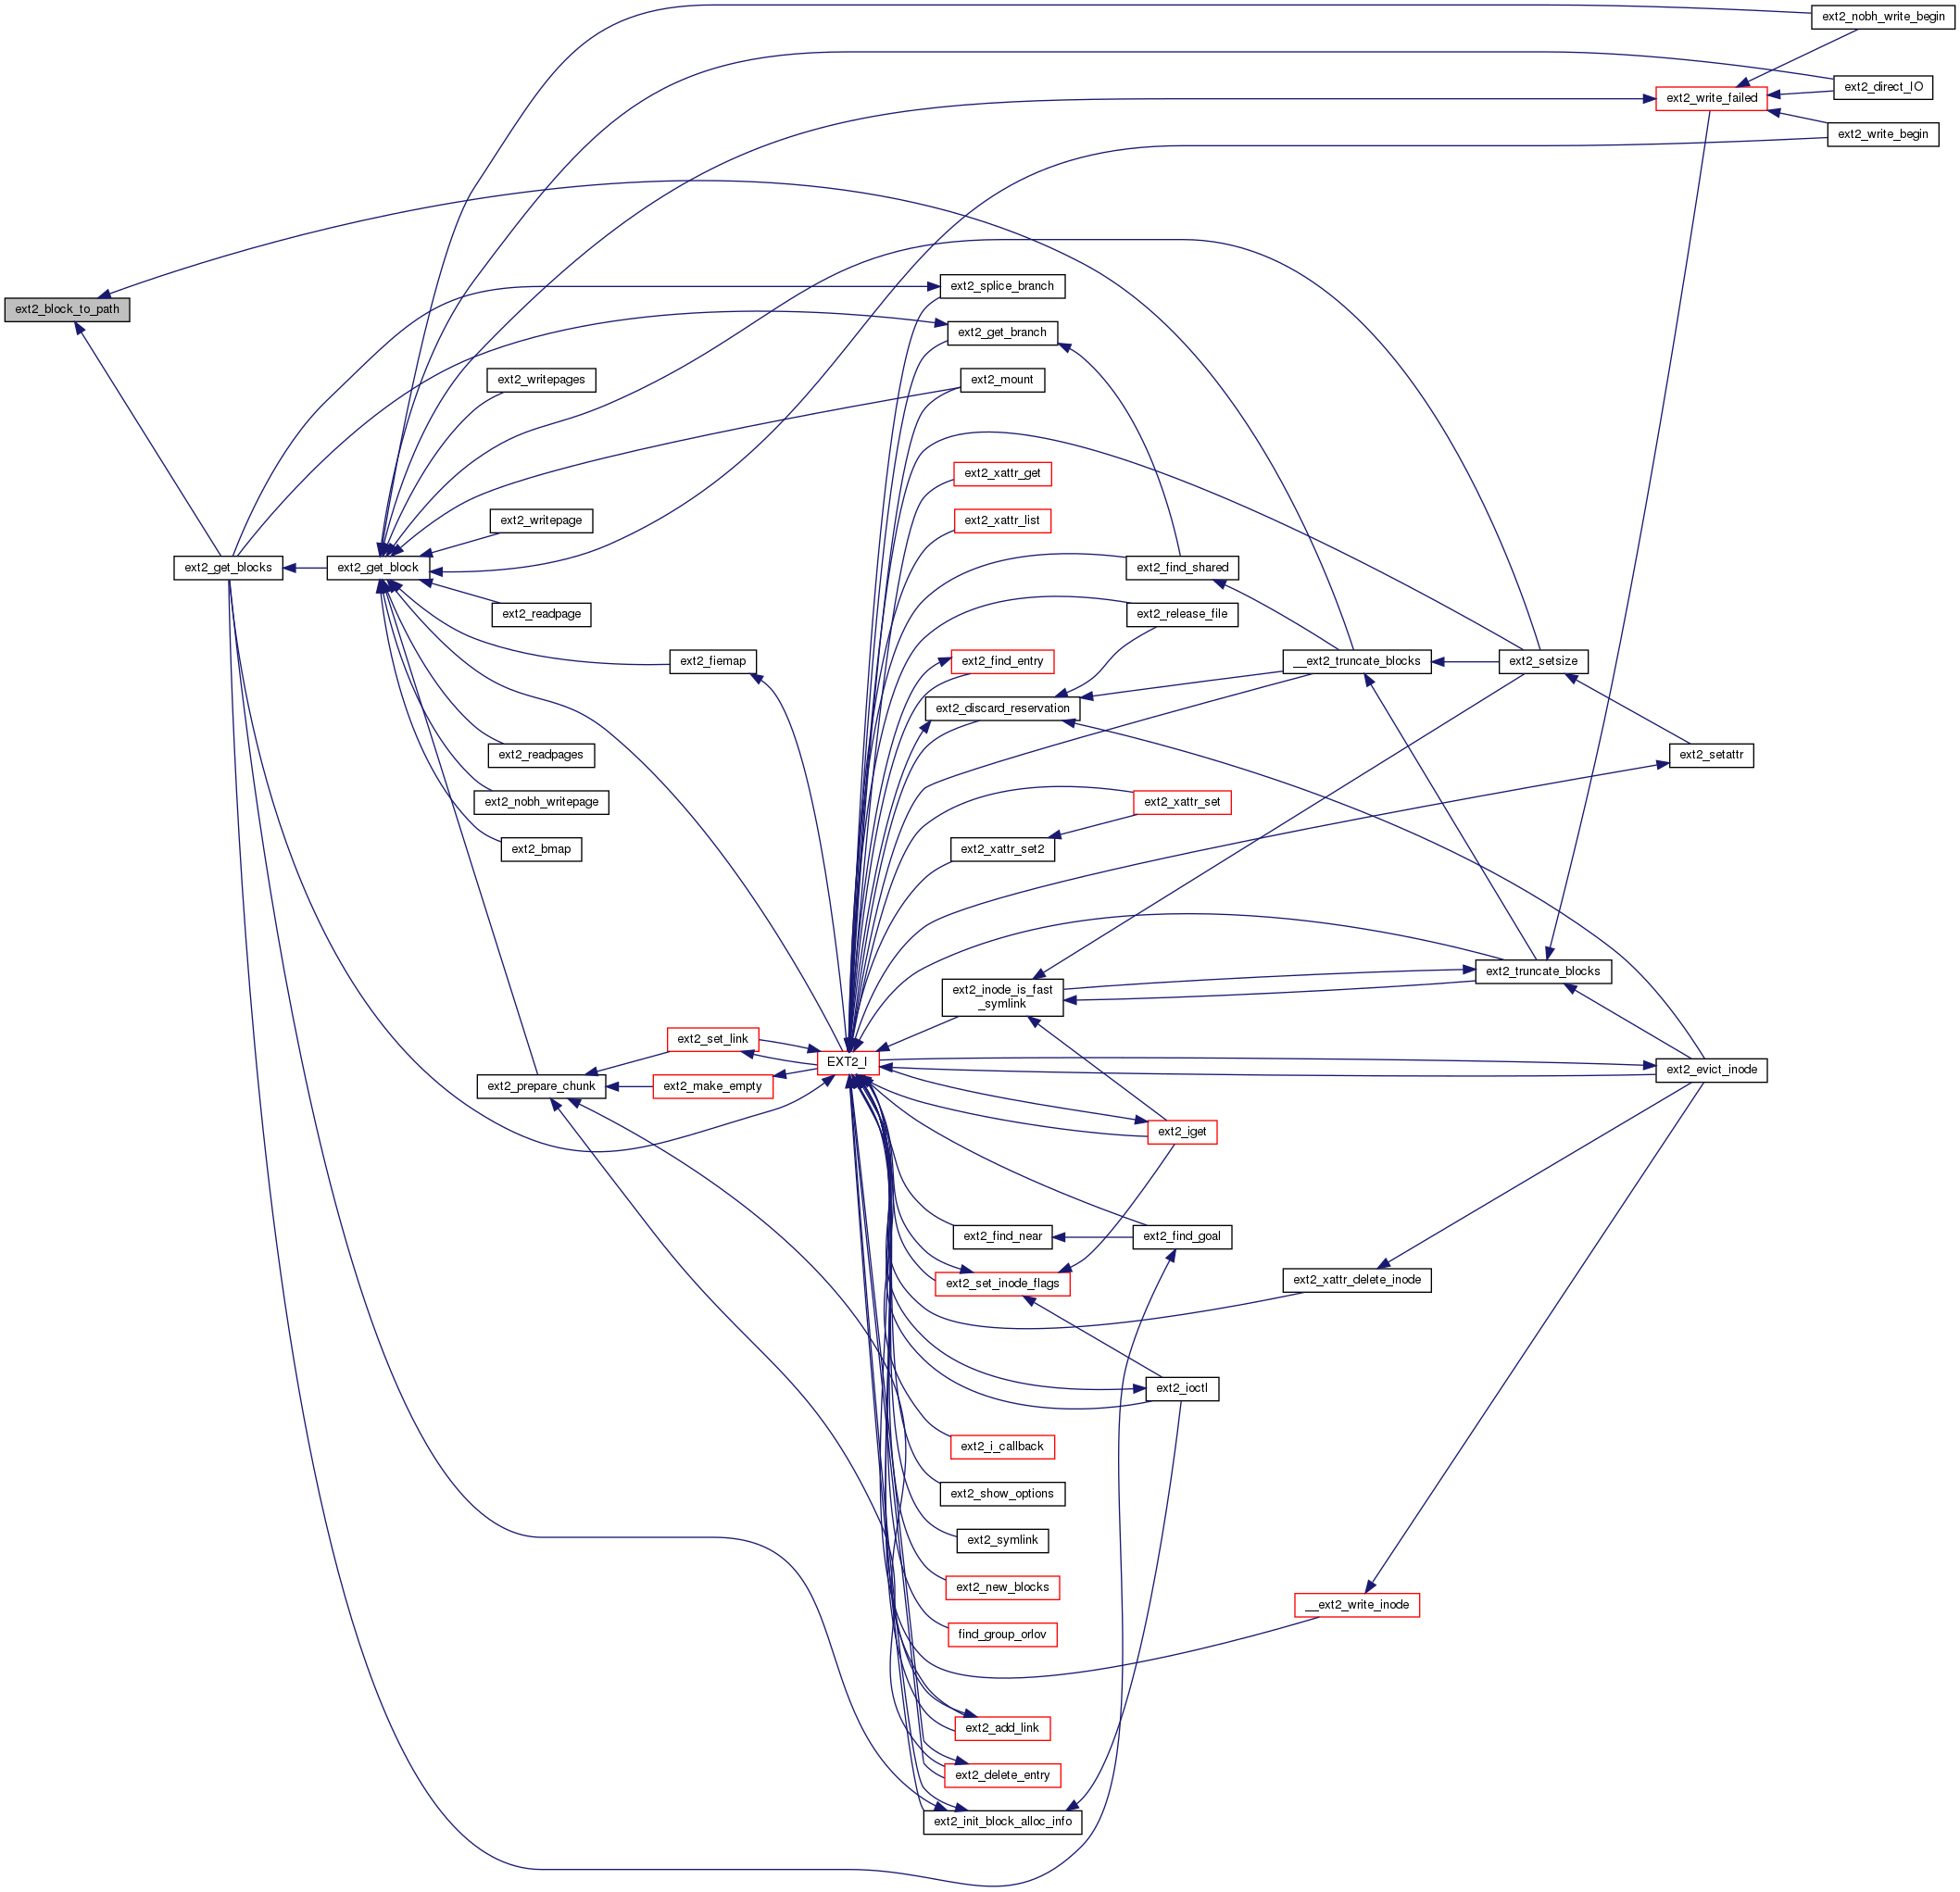 ext2_nobh_write_begin
ext2_direct_IO
ext2_write_failed
ext2_write_begin
ext2_splice_branch
ext2_block_to_path
ext2_get_branch
ext2_writepages
ext2_mount
ext2_xattr_get
ext2_writepage
ext2_xattr_list
ext2_get_blocks
ext2_get_block
ext2_find_shared
ext2_readpage
ext2_release_file
ext2_fiemap
ext2_find_entry
__ext2_truncate_blocks
ext2_setsize
ext2_discard_reservation
ext2_readpages
ext2_setattr
ext2_nobh_writepage
ext2_xattr_set
ext2_bmap
ext2_xattr_set2
ext2_truncate_blocks
ext2_inode_is_fast
_symlink
ext2_set_link
EXT2_I
ext2_evict_inode
ext2_prepare_chunk
ext2_make_empty
ext2_iget
ext2_find_near
ext2_find_goal
ext2_set_inode_flags
ext2_xattr_delete_inode
ext2_ioctl
ext2_i_callback
ext2_show_options
ext2_symlink
ext2_new_blocks
__ext2_write_inode
find_group_orlov
ext2_add_link
ext2_delete_entry
ext2_init_block_alloc_info